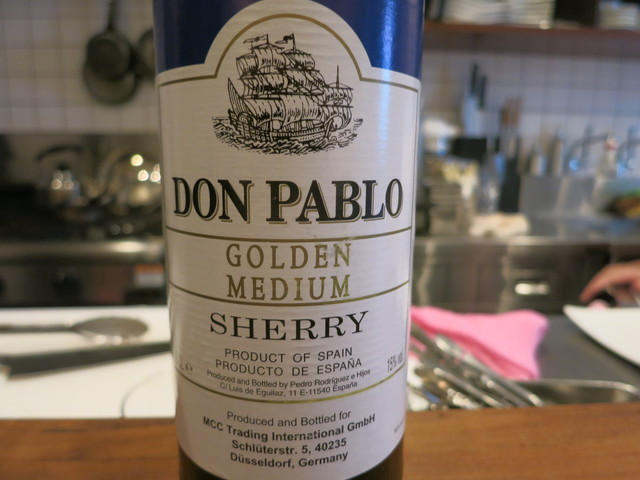 DON PABLO
GOLDEN
MEDIUM
SHERRY
PRODUCT OF SPAIN
PRODUCTO DE ESPAÑA
L e
15% vol.
Produced and Bottled by Pedro Rodríguez e Hijos
C/ Luis de Eguilaz, 11 E-11540 España
Produced and Bottled for
MCC Trading International GmbH
Schlüterstr. 5, 40235
Düsseldorf, Germany